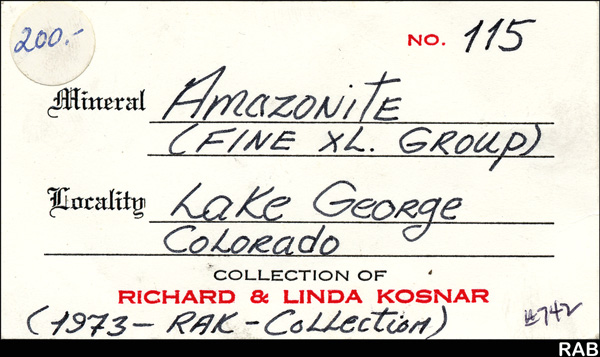 200.-
NO. 115
Mineral Amazonite
(FINE XL. GROUP)
Locality Lake George
Colorado
COLLECTION OF
RICHARD & LINDA KOSNAR
(1973 - RAK - Collection)
#742
RAB